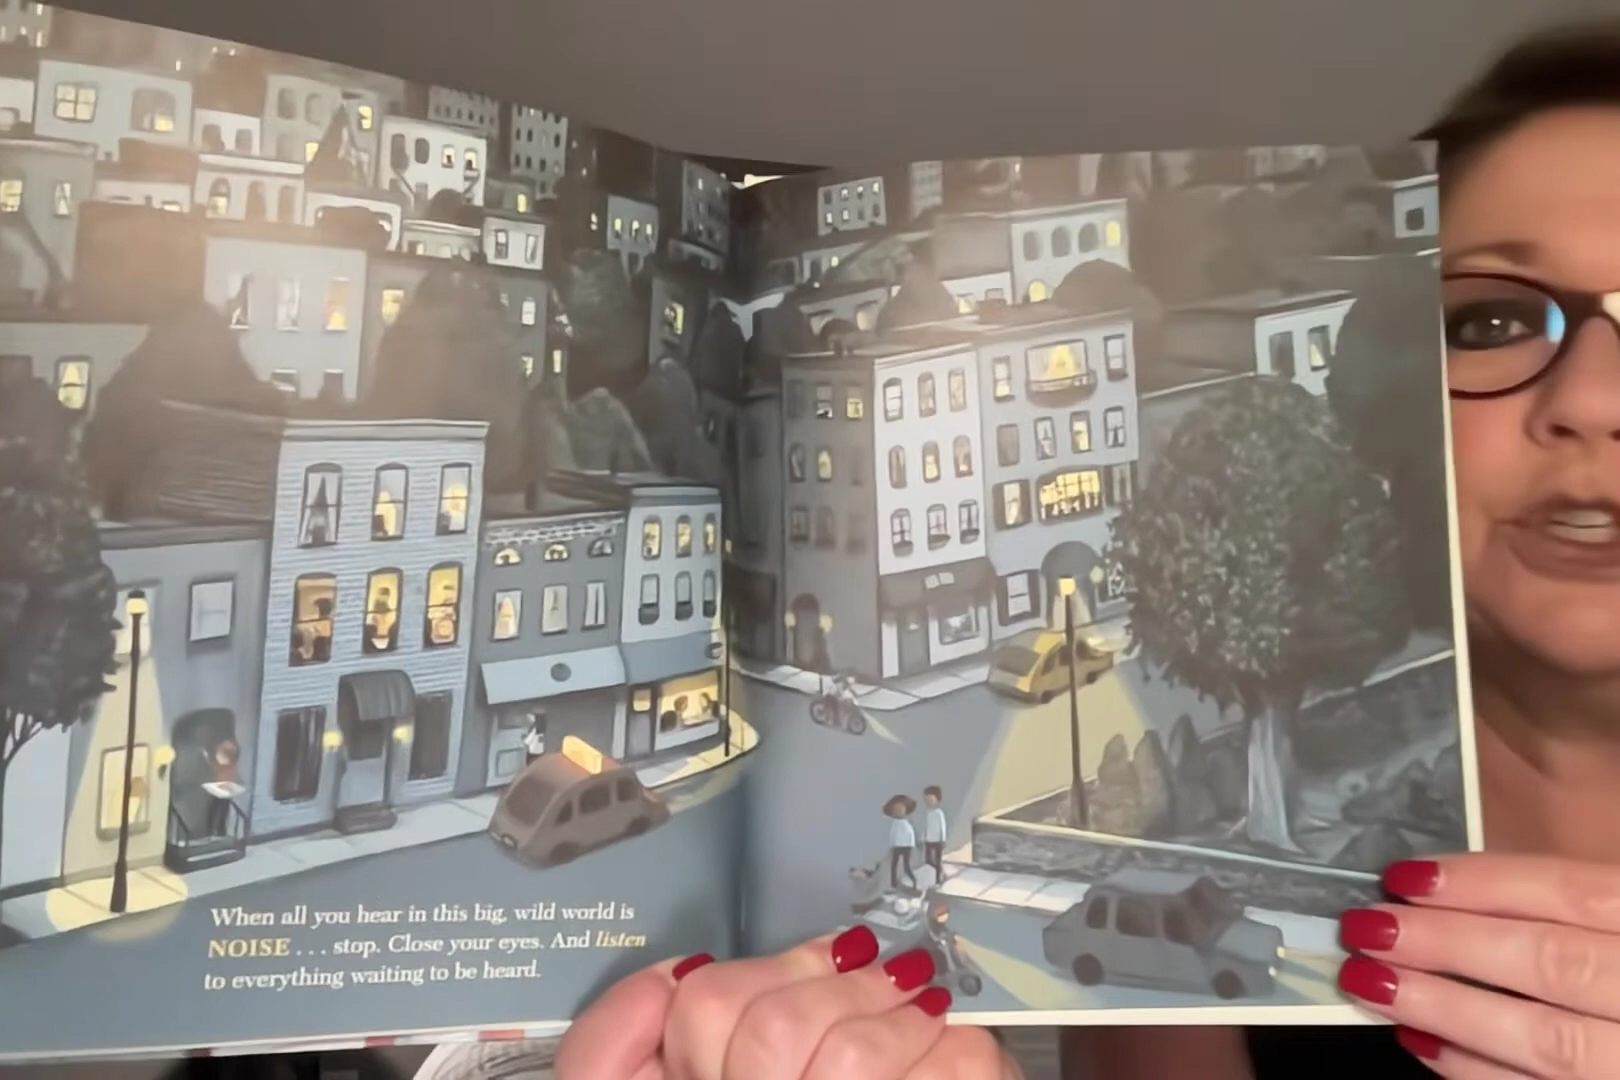 When all you hear in this big, wild world is
NOISE . . . stop. Close your eyes. And listen
to everything waiting to be heard.